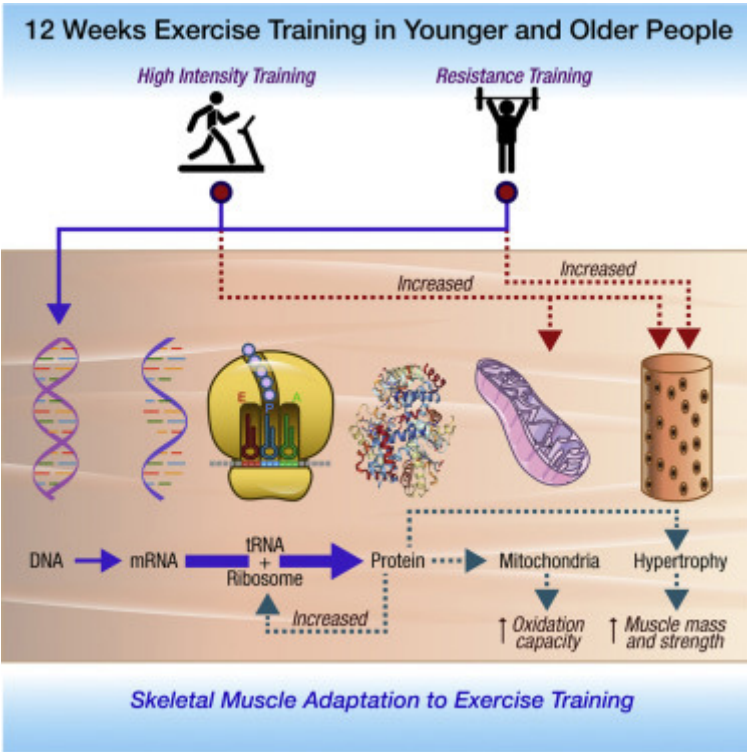 12 Weeks Exercise Training in Younger and Older People
High Intensity Training
Resistance Training
Increased
Increased
E
P
A
DNA
mRNA
tRNA
+
Ribosome
Protein
Mitochondria
Hypertrophy
Increased
↑ Oxidation
capacity
↑ Muscle mass
and strength
Skeletal Muscle Adaptation to Exercise Training